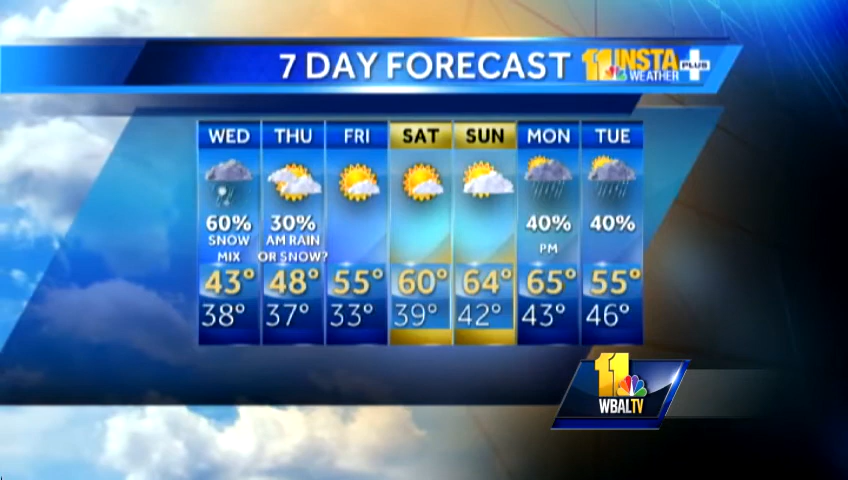 7 DAY FORECAST
11 INSTA
WEATHER PLUS
WED THU FRI SAT SUN MON TUE
60% 30% 40% 40%
SNOW AM RAIN PM
MIX OR SNOW?
43° 48° 55° 60° 64° 65° 55°
38° 37° 33° 39° 42° 43° 46°
11
WBALTV